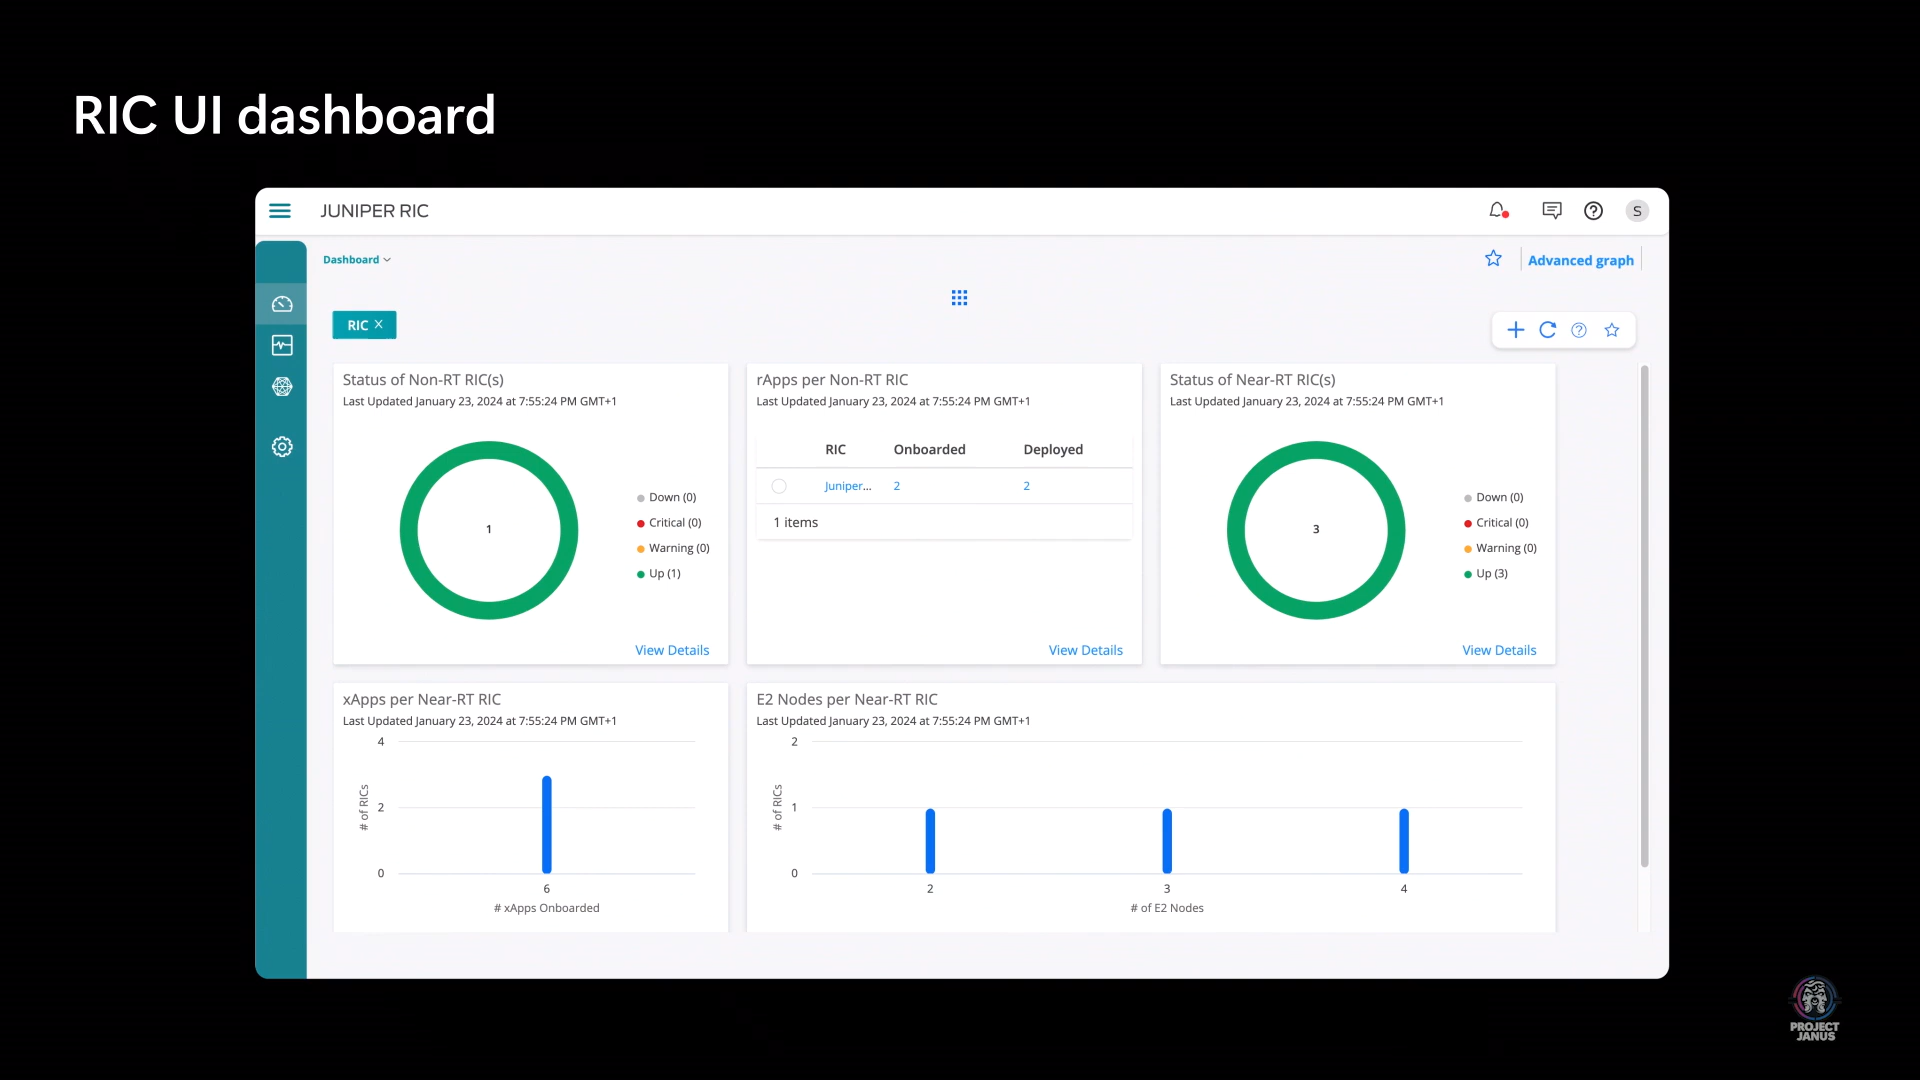 RIC UI dashboard
JUNIPER RIC
S
Dashboard
Advanced graph
RIC X
Status of Non-RT RIC(s)
Last Updated January 23, 2024 at 7:55:24 PM GMT+1
1
Down (0)
Critical (0)
Warning (0)
Up (1)
View Details
rApps per Non-RT RIC
Last Updated January 23, 2024 at 7:55:24 PM GMT+1
RIC Onboarded Deployed
Juniper... 2 2
1 items
View Details
Status of Near-RT RIC(s)
Last Updated January 23, 2024 at 7:55:24 PM GMT+1
3
Down (0)
Critical (0)
Warning (0)
Up (3)
View Details
xApps per Near-RT RIC
Last Updated January 23, 2024 at 7:55:24 PM GMT+1
4
2
0
# of RICs
6
# xApps Onboarded
E2 Nodes per Near-RT RIC
Last Updated January 23, 2024 at 7:55:24 PM GMT+1
2
1
0
# of RICs
2 3 4
# of E2 Nodes
PROJECT
JANUS